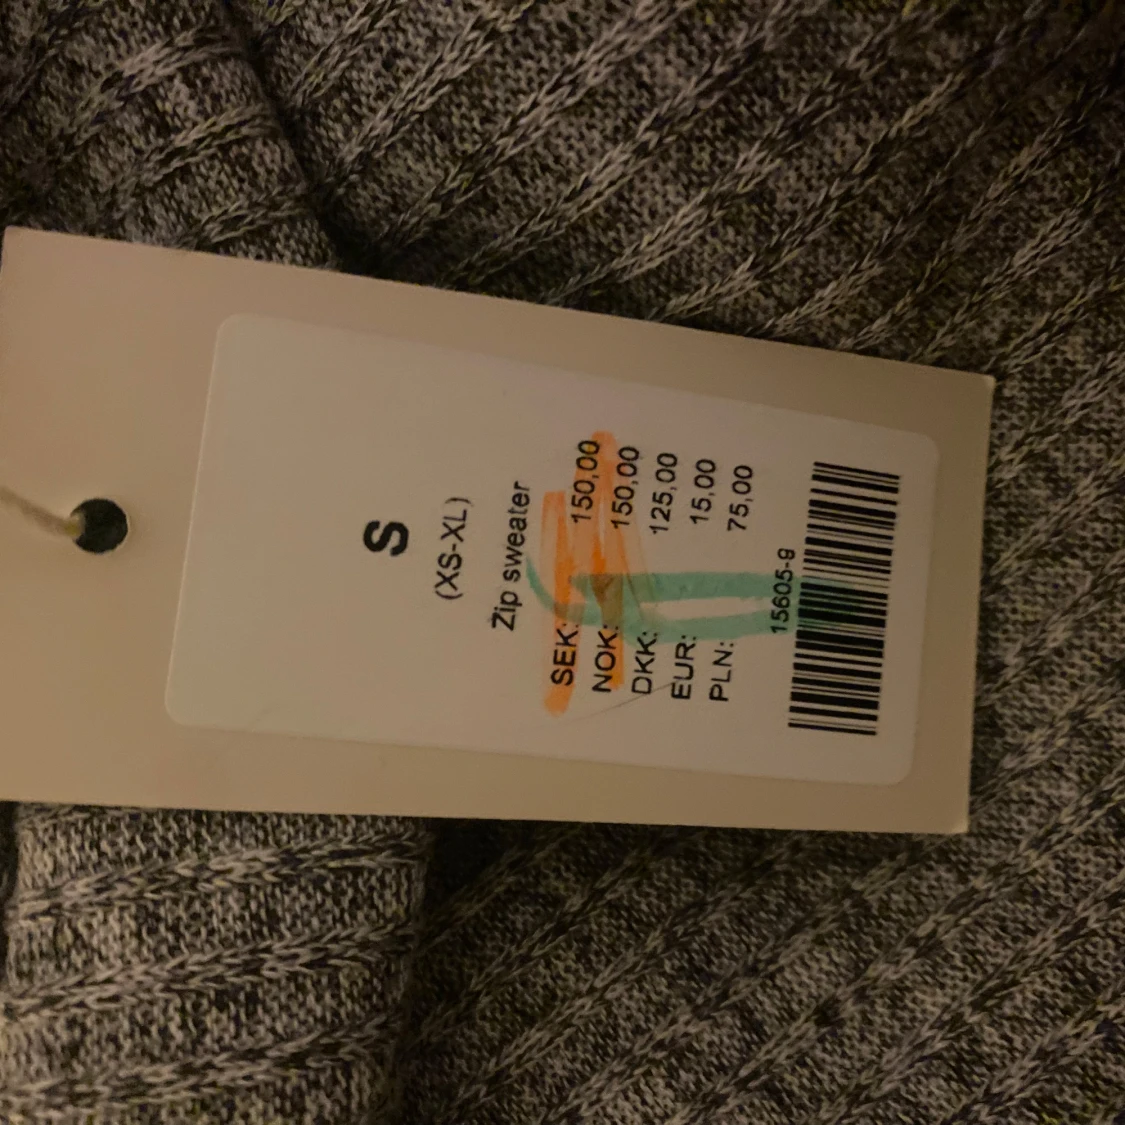 S
(XS-XL)
Zip sweater
SEK: 150,00
NOK: 150,00
DKK: 125,00
EUR: 15,00
PLN: 75,00
15605-9